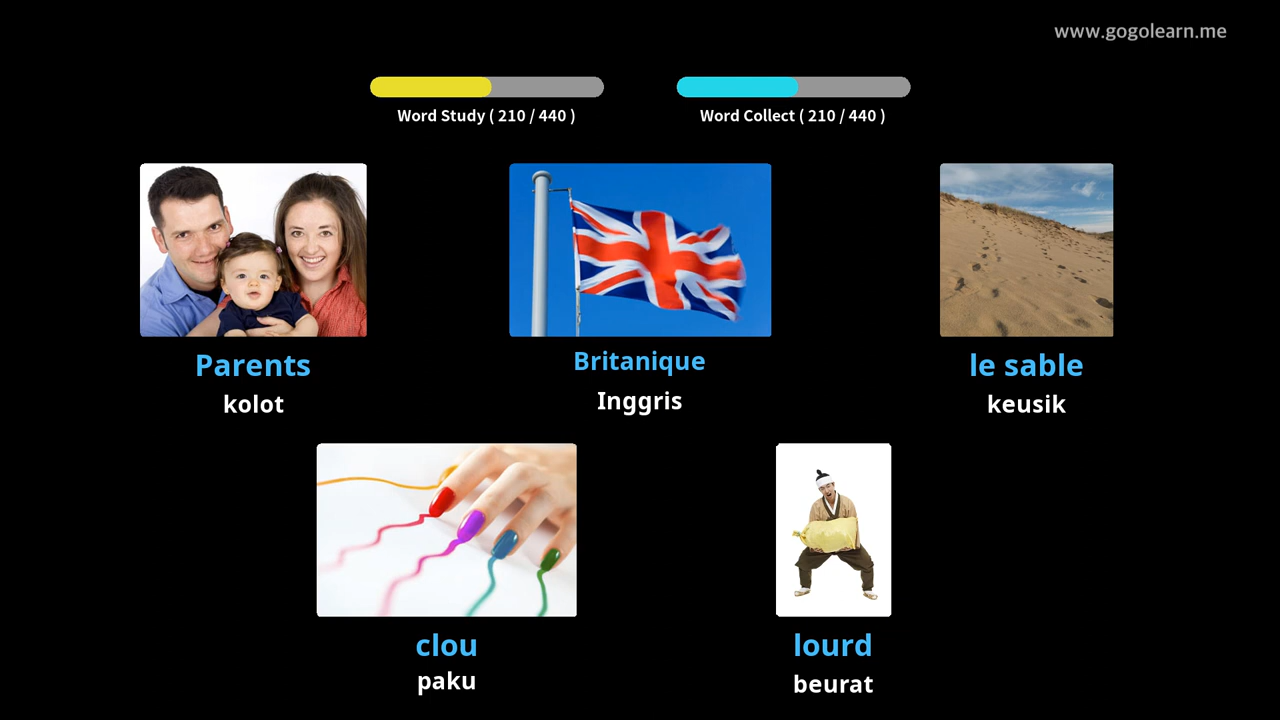 www.gogolearn.me
Word Study ( 210 / 440 )
Word Collect ( 210 / 440 )
Parents
kolot
Britanique
Inggris
le sable
keusik
clou
paku
lourd
beurat